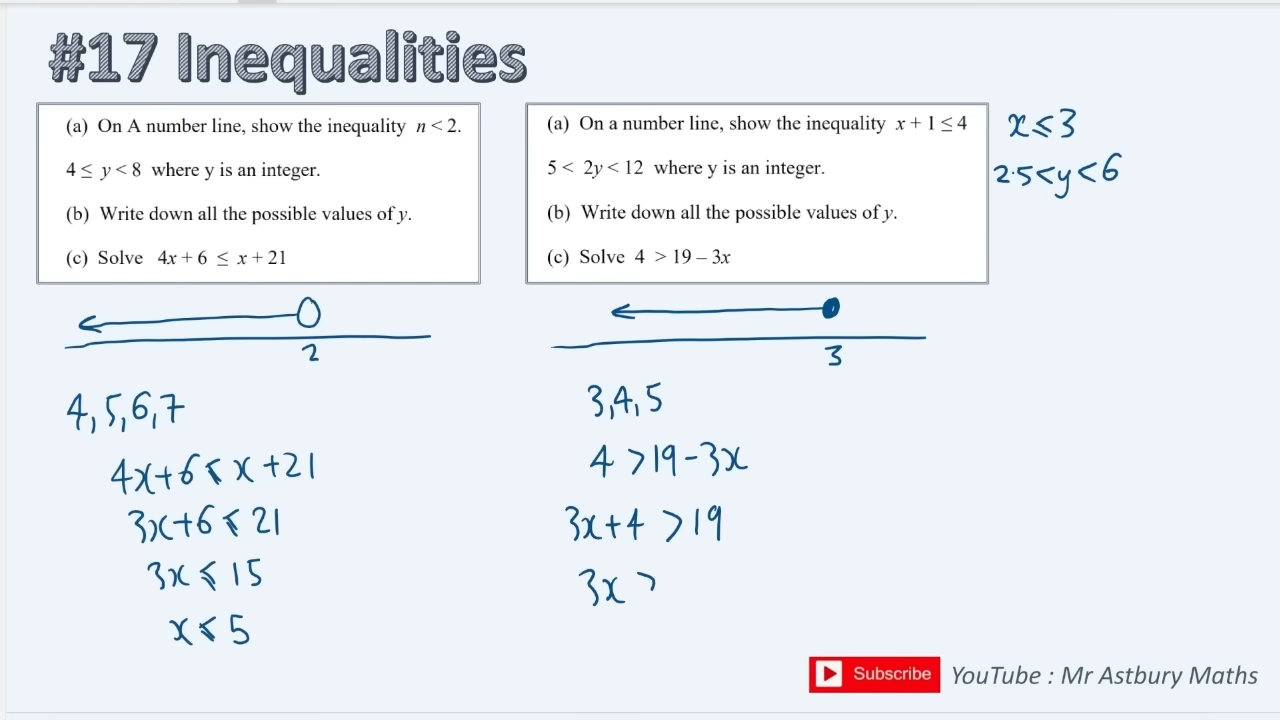 #17 Inequalities
(a) On A number line, show the inequality n < 2.
4 ≤ y < 8 where y is an integer.
(b) Write down all the possible values of y.
(c) Solve 4x + 6 ≤ x + 21
(a) On a number line, show the inequality x + 1 ≤ 4
5 < 2y < 12 where y is an integer.
(b) Write down all the possible values of y.
(c) Solve 4 > 19 – 3x
x ≤ 3
2·5 < y < 6
2
4, 5, 6, 7
4x + 6 ≤ x + 21
3x + 6 ≤ 21
3x ≤ 15
x ≤ 5
3
3, 4, 5
4 > 19 - 3x
3x + 4 > 19
3x >
Subscribe
YouTube : Mr Astbury Maths